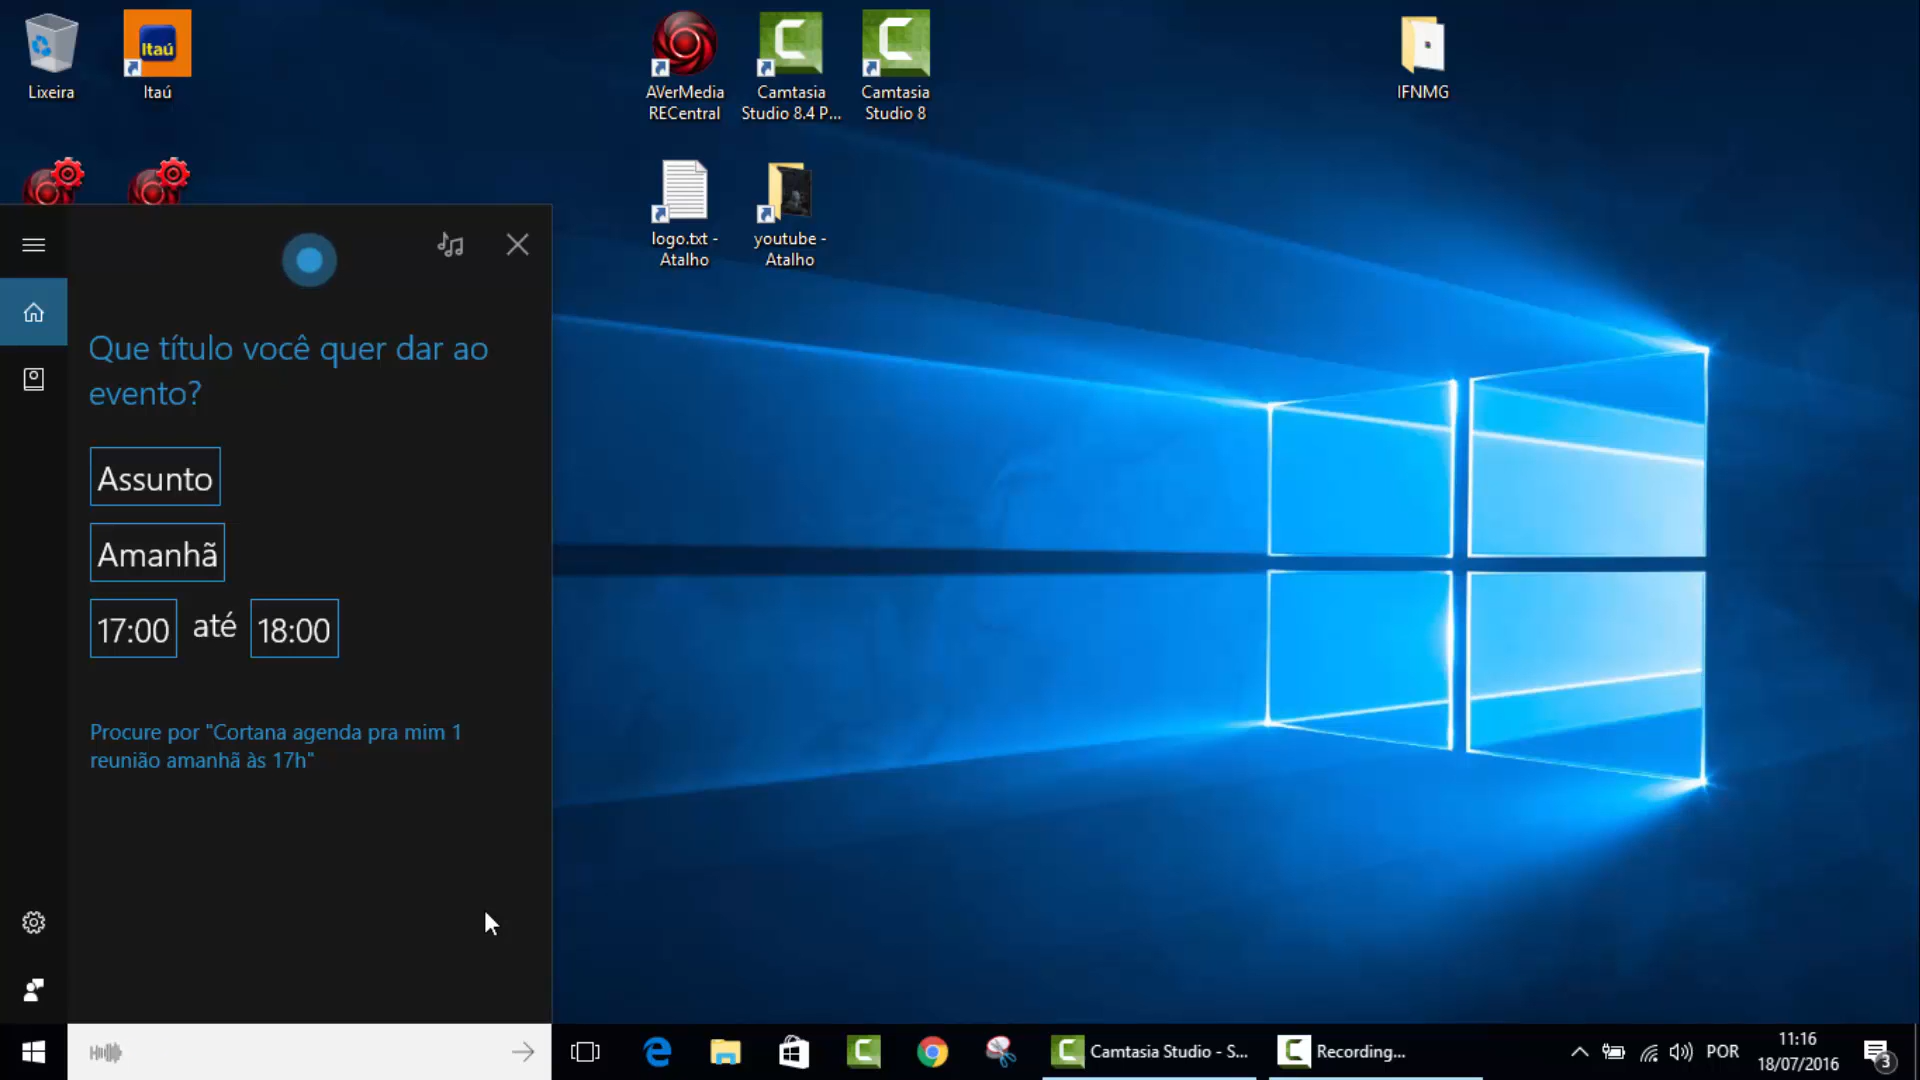 Lixeira
Itaú
Itaú
AVerMedia
RECentral
Camtasia
Studio 8.4 P...
Camtasia
Studio 8
IFNMG
logo.txt -
Atalho
youtube -
Atalho
Que título você quer dar ao
evento?
Assunto
Amanhã
17:00 até 18:00
Procure por "Cortana agenda pra mim 1
reunião amanhã às 17h"
Camtasia Studio - S...
Recording...
POR
11:16
18/07/2016
3